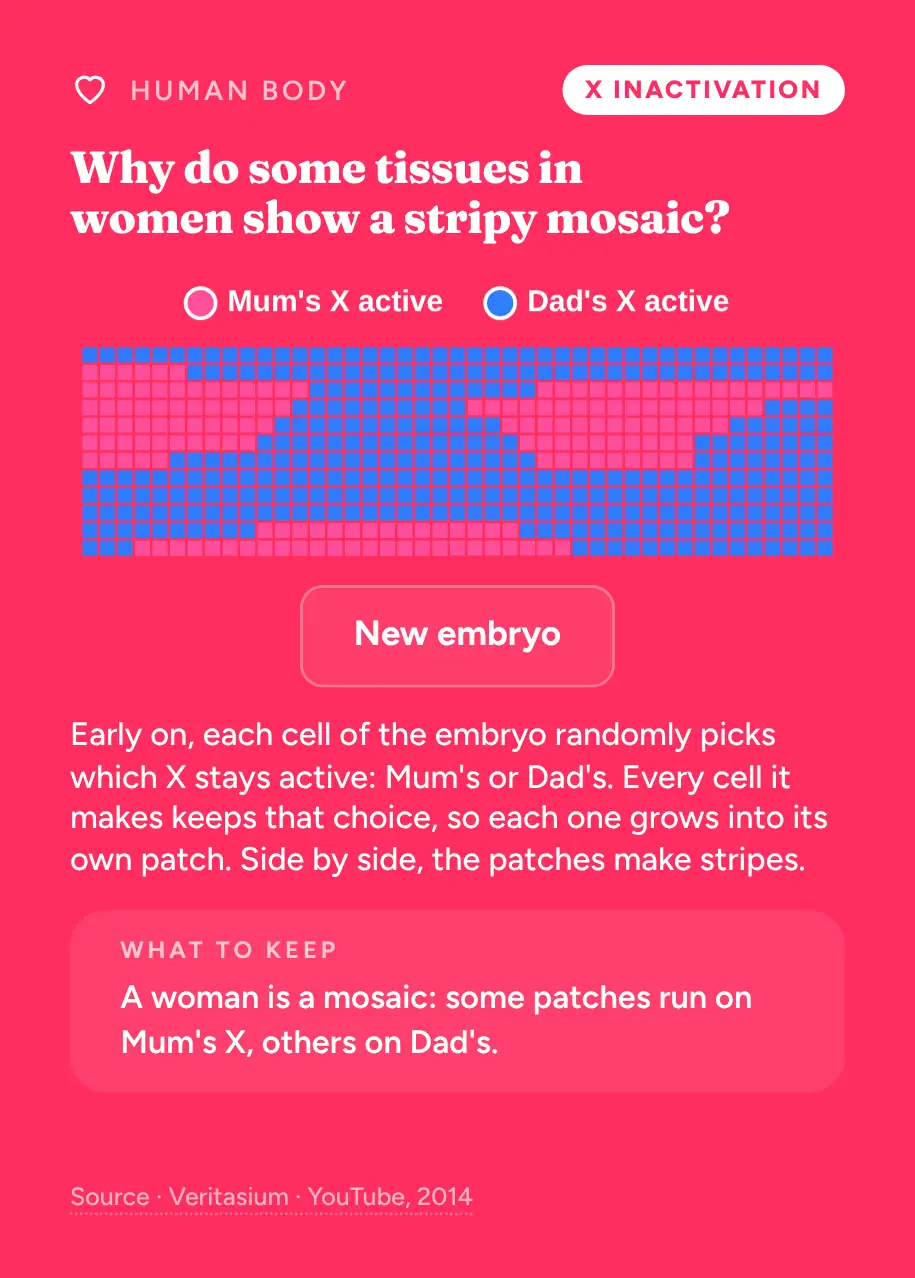 HUMAN BODY
X INACTIVATION
Why do some tissues in
women show a stripy mosaic?
Mum's X active
Dad's X active
New embryo
Early on, each cell of the embryo randomly picks
which X stays active: Mum's or Dad's. Every cell it
makes keeps that choice, so each one grows into its
own patch. Side by side, the patches make stripes.
WHAT TO KEEP
A woman is a mosaic: some patches run on
Mum's X, others on Dad's.
Source · Veritasium · YouTube, 2014